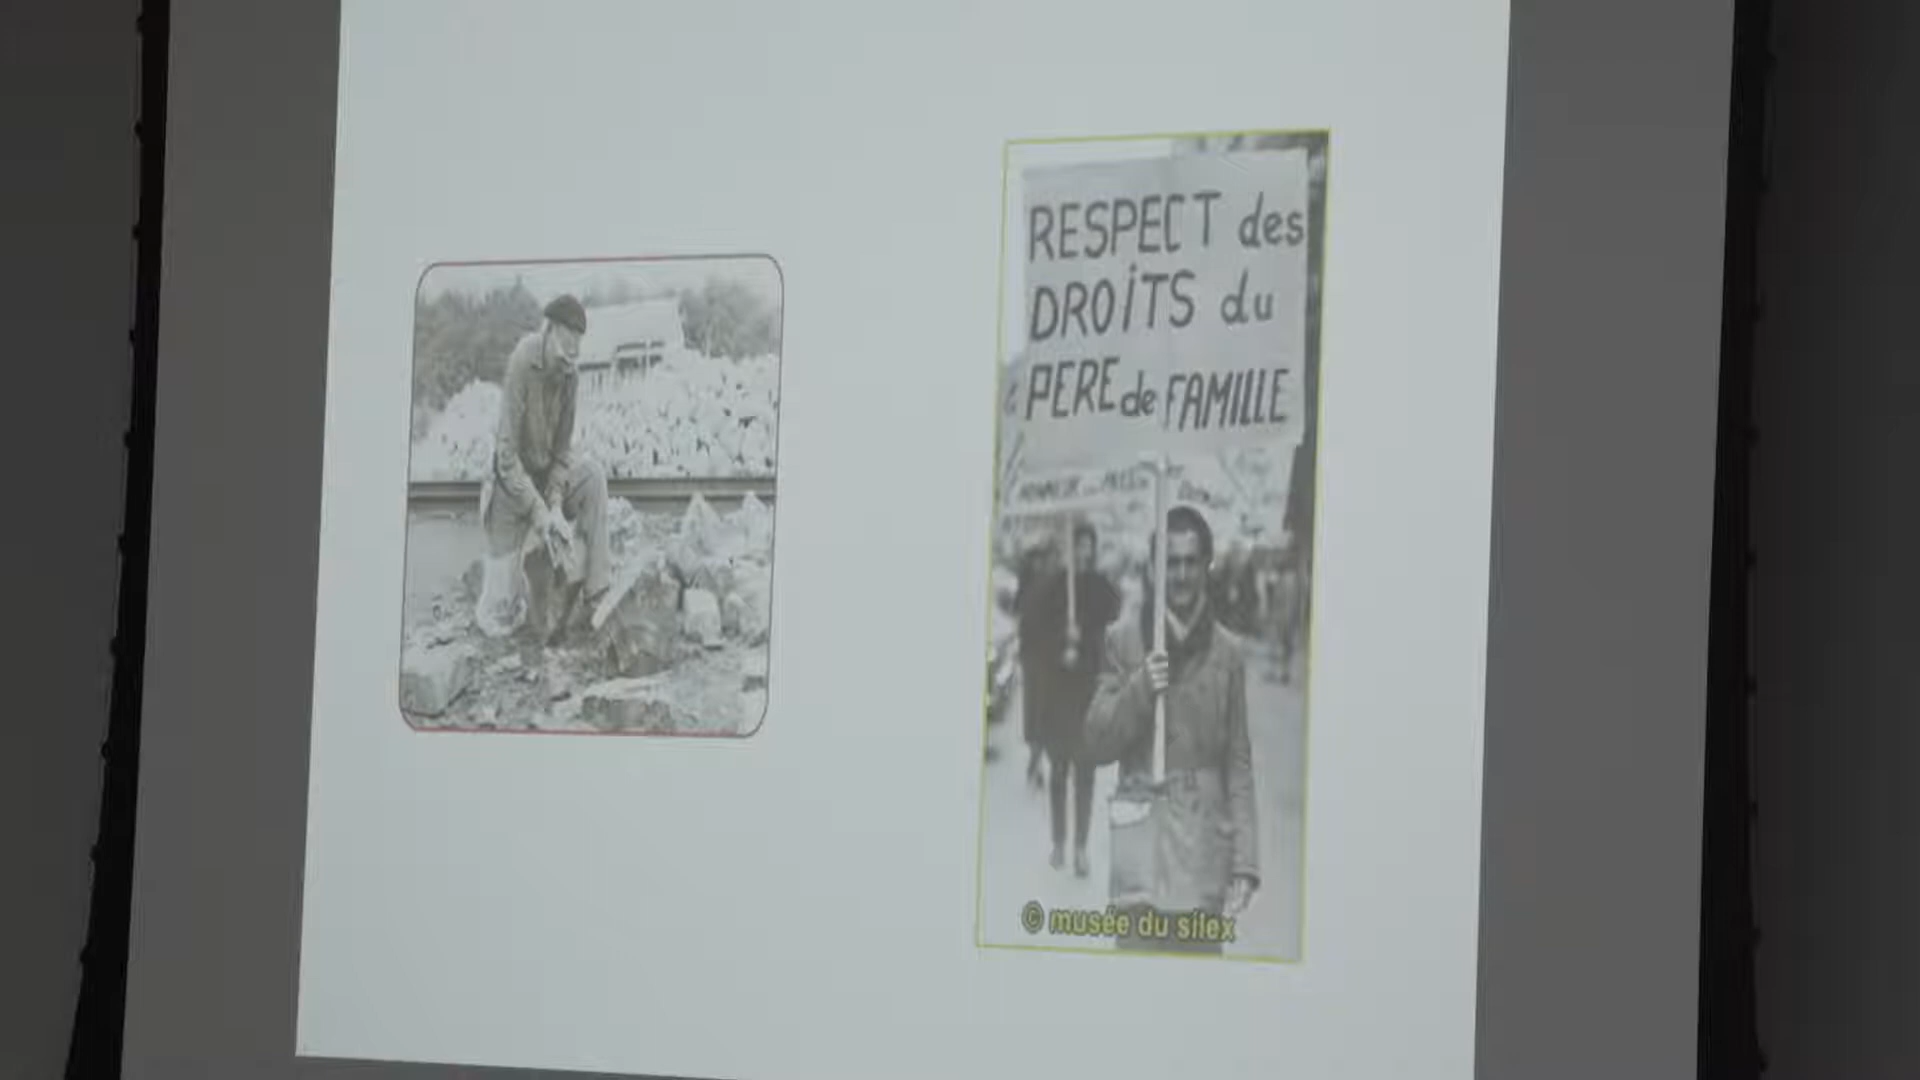 RESPECT des
DROiTS du
PERE de FAMILLE
© musée du silex